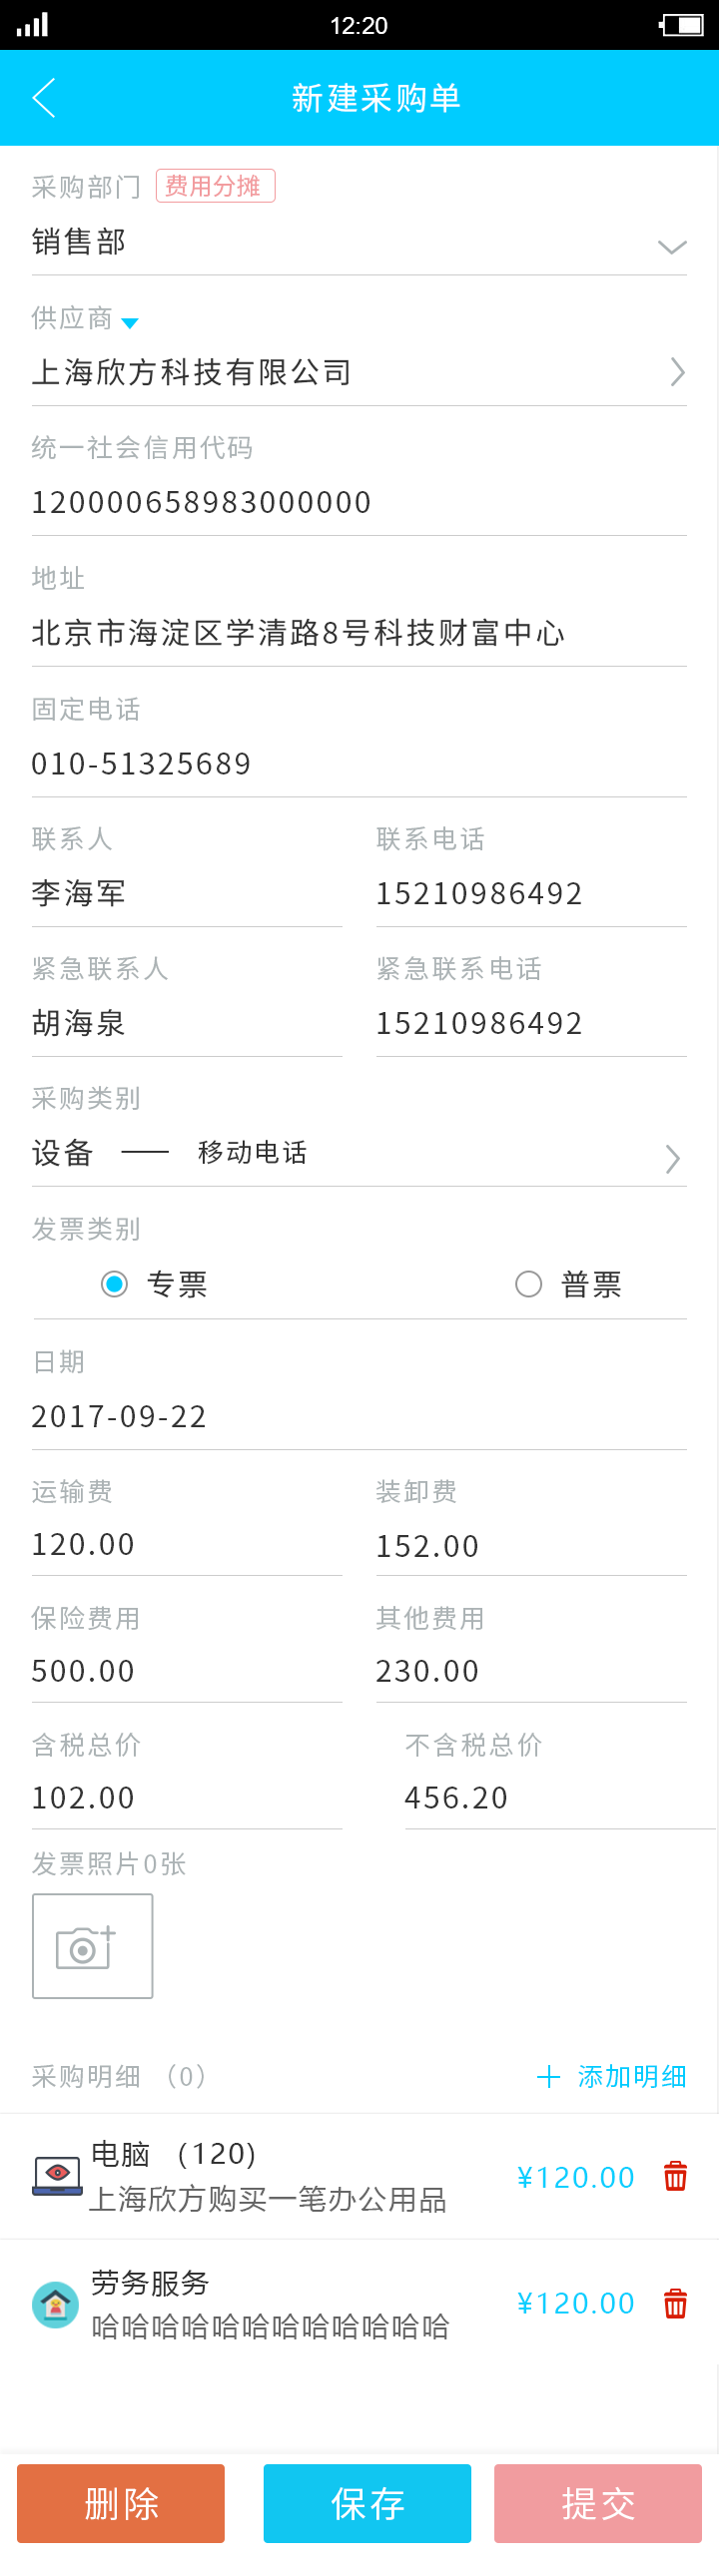 12:20
新建采购单
采购部门 费用分摊
销售部
供应商
上海欣方科技有限公司
统一社会信用代码
120000658983000000
地址
北京市海淀区学清路8号科技财富中心
固定电话
010-51325689
联系人 联系电话
李海军 15210986492
紧急联系人 紧急联系电话
胡海泉 15210986492
采购类别
设备 —— 移动电话
发票类别
专票 普票
日期
2017-09-22
运输费 装卸费
120.00 152.00
保险费用 其他费用
500.00 230.00
含税总价 不含税总价
102.00 456.20
发票照片0张
采购明细 （0） 添加明细
电脑 （120）
上海欣方购买一笔办公用品 ¥120.00
劳务服务
哈哈哈哈哈哈哈哈哈哈哈哈 ¥120.00
删除 保存 提交